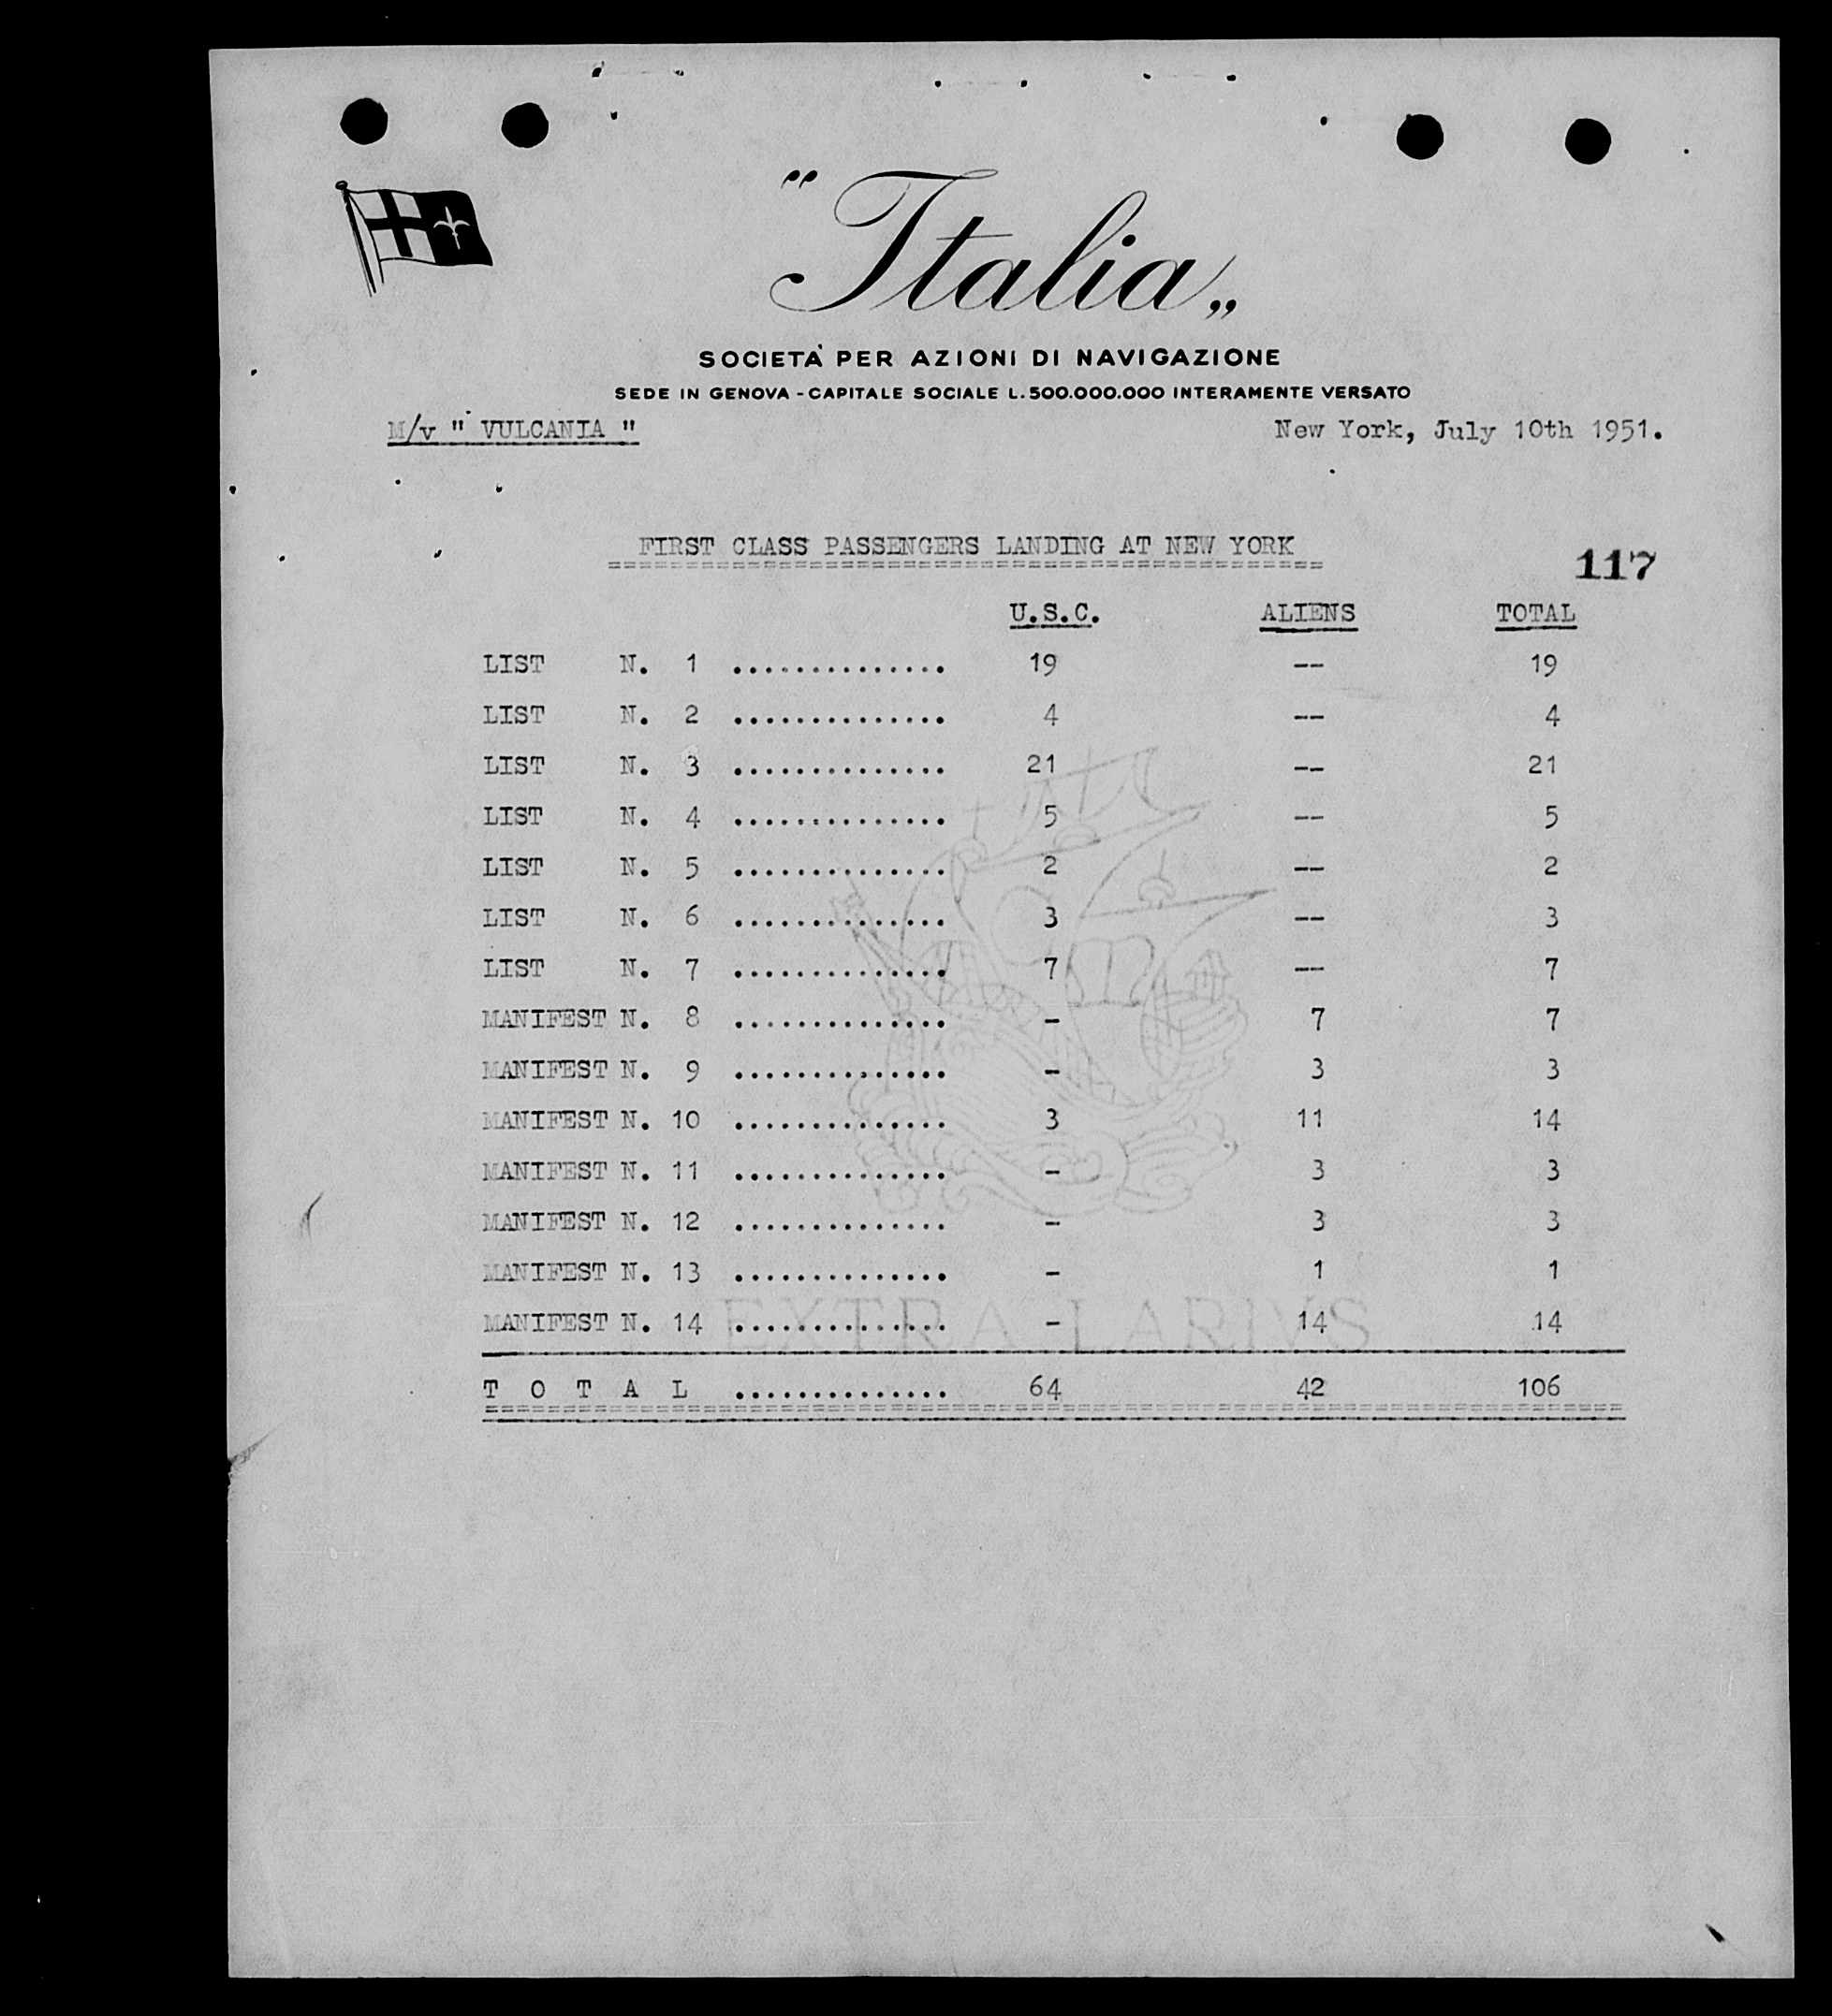 "Italia„
SOCIETÀ PER AZIONI DI NAVIGAZIONE
SEDE IN GENOVA - CAPITALE SOCIALE L. 500.000.000 INTERAMENTE VERSATO
M/v " VULCANIA " New York, July 10th 1951.
FIRST CLASS PASSENGERS LANDING AT NEW YORK
117
U.S.C. ALIENS TOTAL
LIST N. 1 .............. 19 -- 19
LIST N. 2 .............. 4 -- 4
LIST N. 3 .............. 21 -- 21
LIST N. 4 .............. 5 -- 5
LIST N. 5 .............. 2 -- 2
LIST N. 6 .............. 3 -- 3
LIST N. 7 .............. 7 -- 7
MANIFEST N. 8 .............. - 7 7
MANIFEST N. 9 .............. - 3 3
MANIFEST N. 10 .............. 3 11 14
MANIFEST N. 11 .............. - 3 3
MANIFEST N. 12 .............. - 3 3
MANIFEST N. 13 .............. - 1 1
MANIFEST N. 14 .............. - 14 14
EXTRA LARIVS
T O T A L .............. 64 42 106